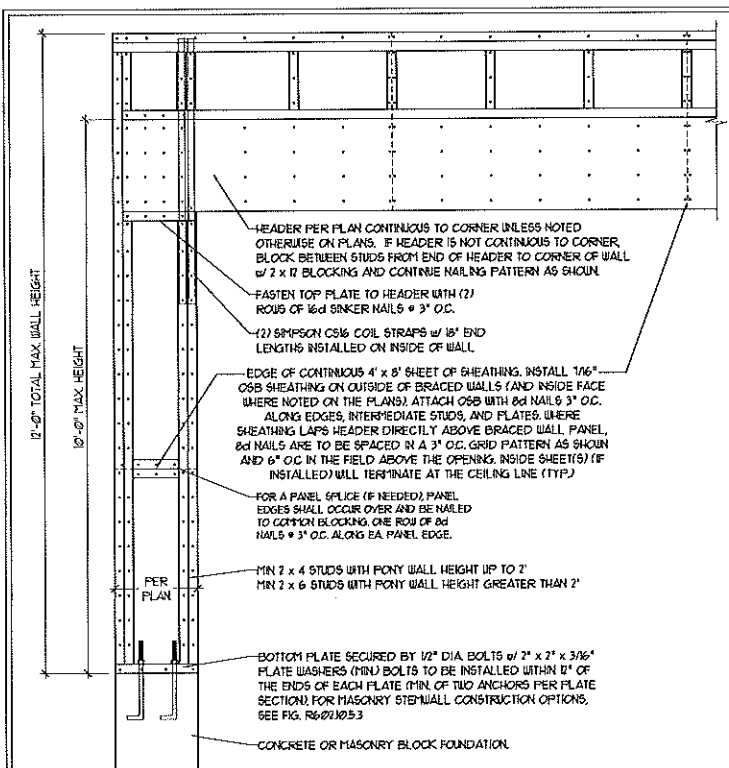 12'-0" TOTAL MAX. WALL HEIGHT
10'-0" MAX. HEIGHT
HEADER PER PLAN CONTINUOUS TO CORNER UNLESS NOTED
OTHERWISE ON PLANS. IF HEADER IS NOT CONTINUOUS TO CORNER,
BLOCK BETWEEN STUDS FROM END OF HEADER TO CORNER OF WALL
w/ 2 x 12 BLOCKING AND CONTINUE NAILING PATTERN AS SHOWN.
FASTEN TOP PLATE TO HEADER WITH (2)
ROWS OF 16d SINKER NAILS @ 3" O.C.
(2) SIMPSON CS16 COIL STRAPS w/ 18" END
LENGTHS INSTALLED ON INSIDE OF WALL
EDGE OF CONTINUOUS 4' x 8' SHEET OF SHEATHING. INSTALL 7/16"
OSB SHEATHING ON OUTSIDE OF BRACED WALLS (AND INSIDE FACE
WHERE NOTED ON THE PLANS). ATTACH OSB WITH 8d NAILS 3" O.C.
ALONG EDGES, INTERMEDIATE STUDS, AND PLATES. WHERE
SHEATHING LAPS HEADER DIRECTLY ABOVE BRACED WALL PANEL,
8d NAILS ARE TO BE SPACED IN A 3" O.C. GRID PATTERN AS SHOWN
AND 6" O.C. IN THE FIELD ABOVE THE OPENING. INSIDE SHEET(S) (IF
INSTALLED) WILL TERMINATE AT THE CEILING LINE (TYP.)
FOR A PANEL SPLICE (IF NEEDED), PANEL
EDGES SHALL OCCUR OVER AND BE NAILED
TO COMMON BLOCKING. ONE ROW OF 8d
NAILS @ 3" O.C. ALONG EA. PANEL EDGE.
PER
PLAN
MIN 2 x 4 STUDS WITH PONY WALL HEIGHT UP TO 2'
MIN 2 x 6 STUDS WITH PONY WALL HEIGHT GREATER THAN 2'
BOTTOM PLATE SECURED BY 1/2" DIA. BOLTS w/ 2" x 2" x 3/16"
PLATE WASHERS (MIN.) BOLTS TO BE INSTALLED WITHIN 12" OF
THE ENDS OF EACH PLATE (MIN. OF TWO ANCHORS PER PLATE
SECTION). FOR MASONRY STEMWALL CONSTRUCTION OPTIONS,
SEE FIG. R602.10.5.3
CONCRETE OR MASONRY BLOCK FOUNDATION.